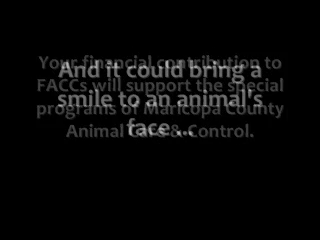 Your financial contribution to
FACCs will support the special
programs of Maricopa County
Animal Care & Control.
And it could bring a
smile to an animal's
face ...